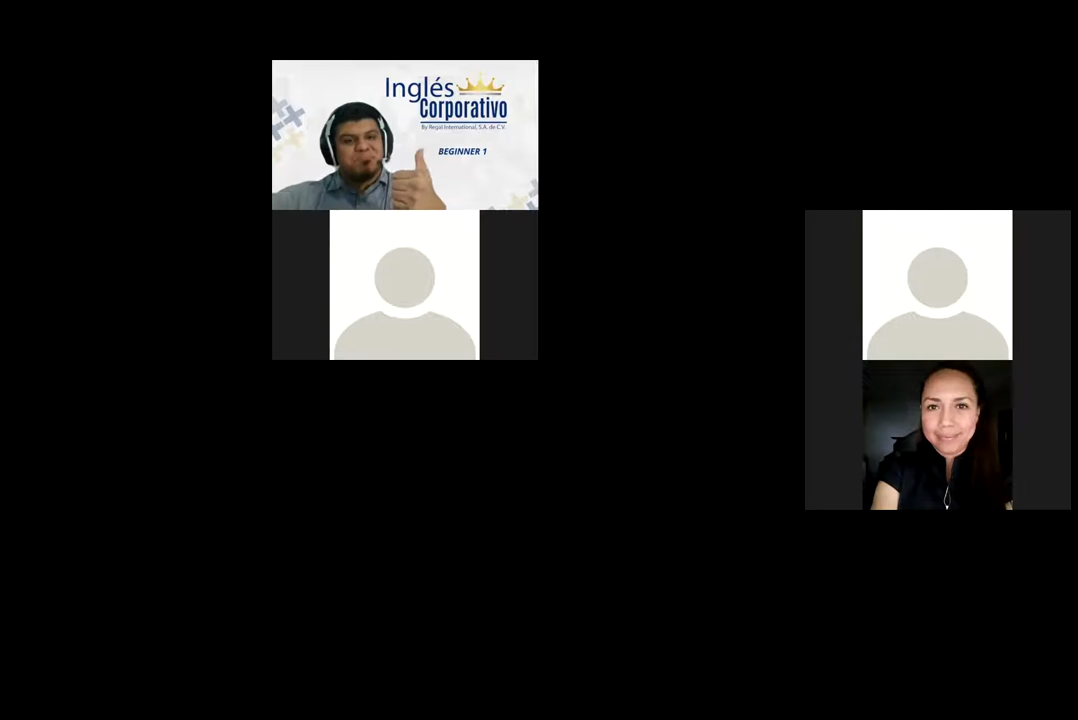 Inglés
Corporativo
By Regal International, S.A. de C.V.
BEGINNER 1